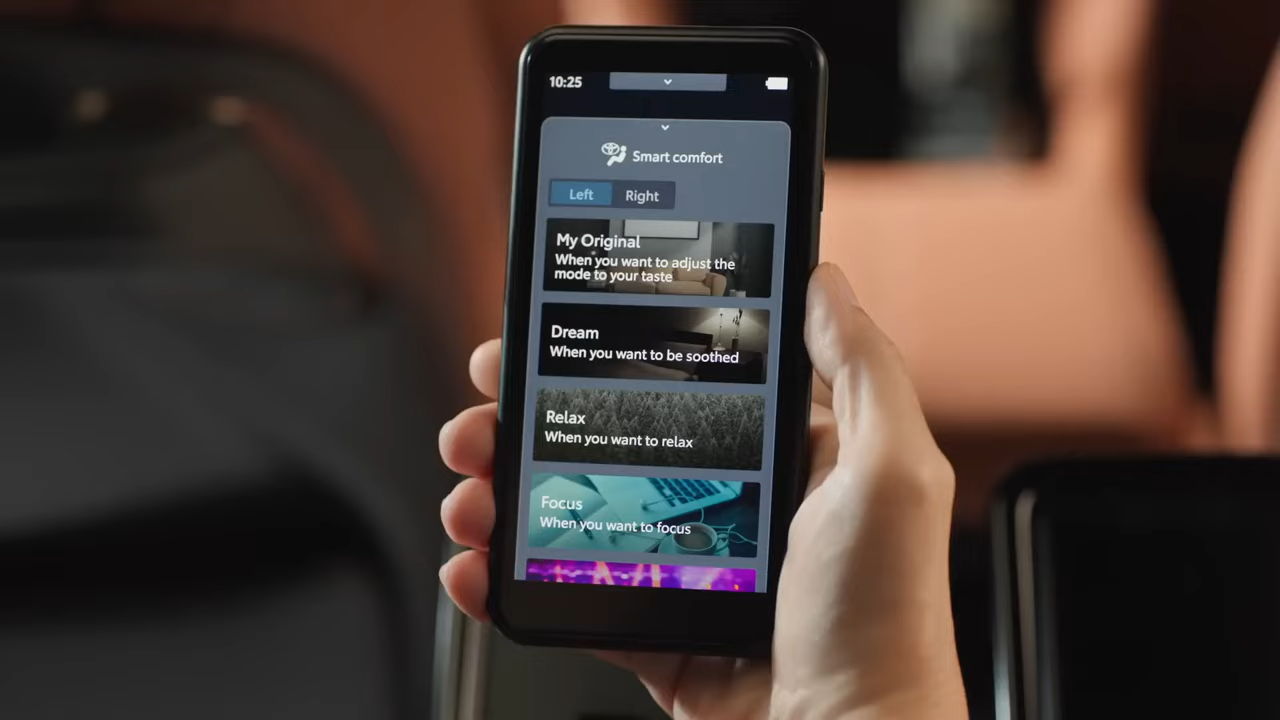 10:25
Smart comfort
Left Right
My Original
When you want to adjust the
mode to your taste
Dream
When you want to be soothed
Relax
When you want to relax
Focus
When you want to focus